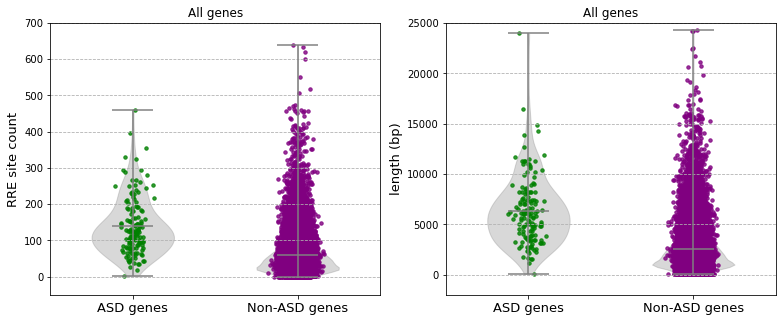 All genes
RRE site count
700
600
500
400
300
200
100
0
ASD genes
Non-ASD genes
All genes
length (bp)
25000
20000
15000
10000
5000
0
ASD genes
Non-ASD genes